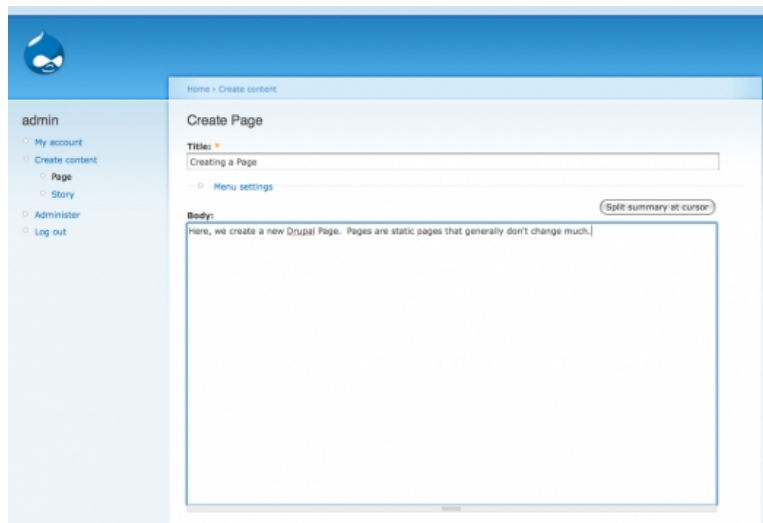 Home › Create content
admin
My account
Create content
Page
Story
Administer
Log out
Create Page
Title: *
Creating a Page
Menu settings
Split summary at cursor
Body:
Here, we create a new Drupal Page. Pages are static pages that generally don't change much.